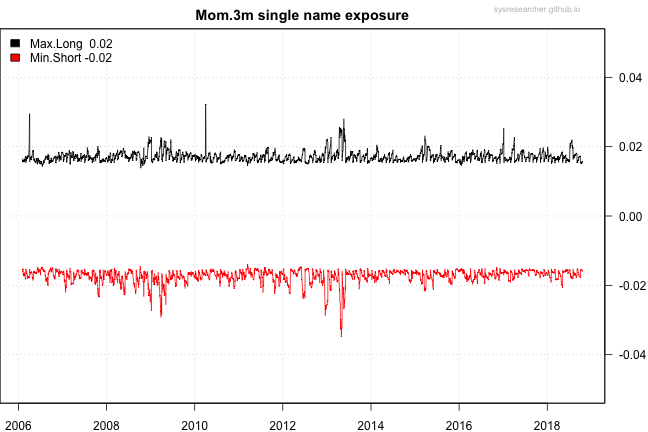 Mom.3m single name exposure
sysresearcher.github.io
Max.Long 0.02
Min.Short -0.02
0.04
0.02
0.00
-0.02
-0.04
2006 2008 2010 2012 2014 2016 2018